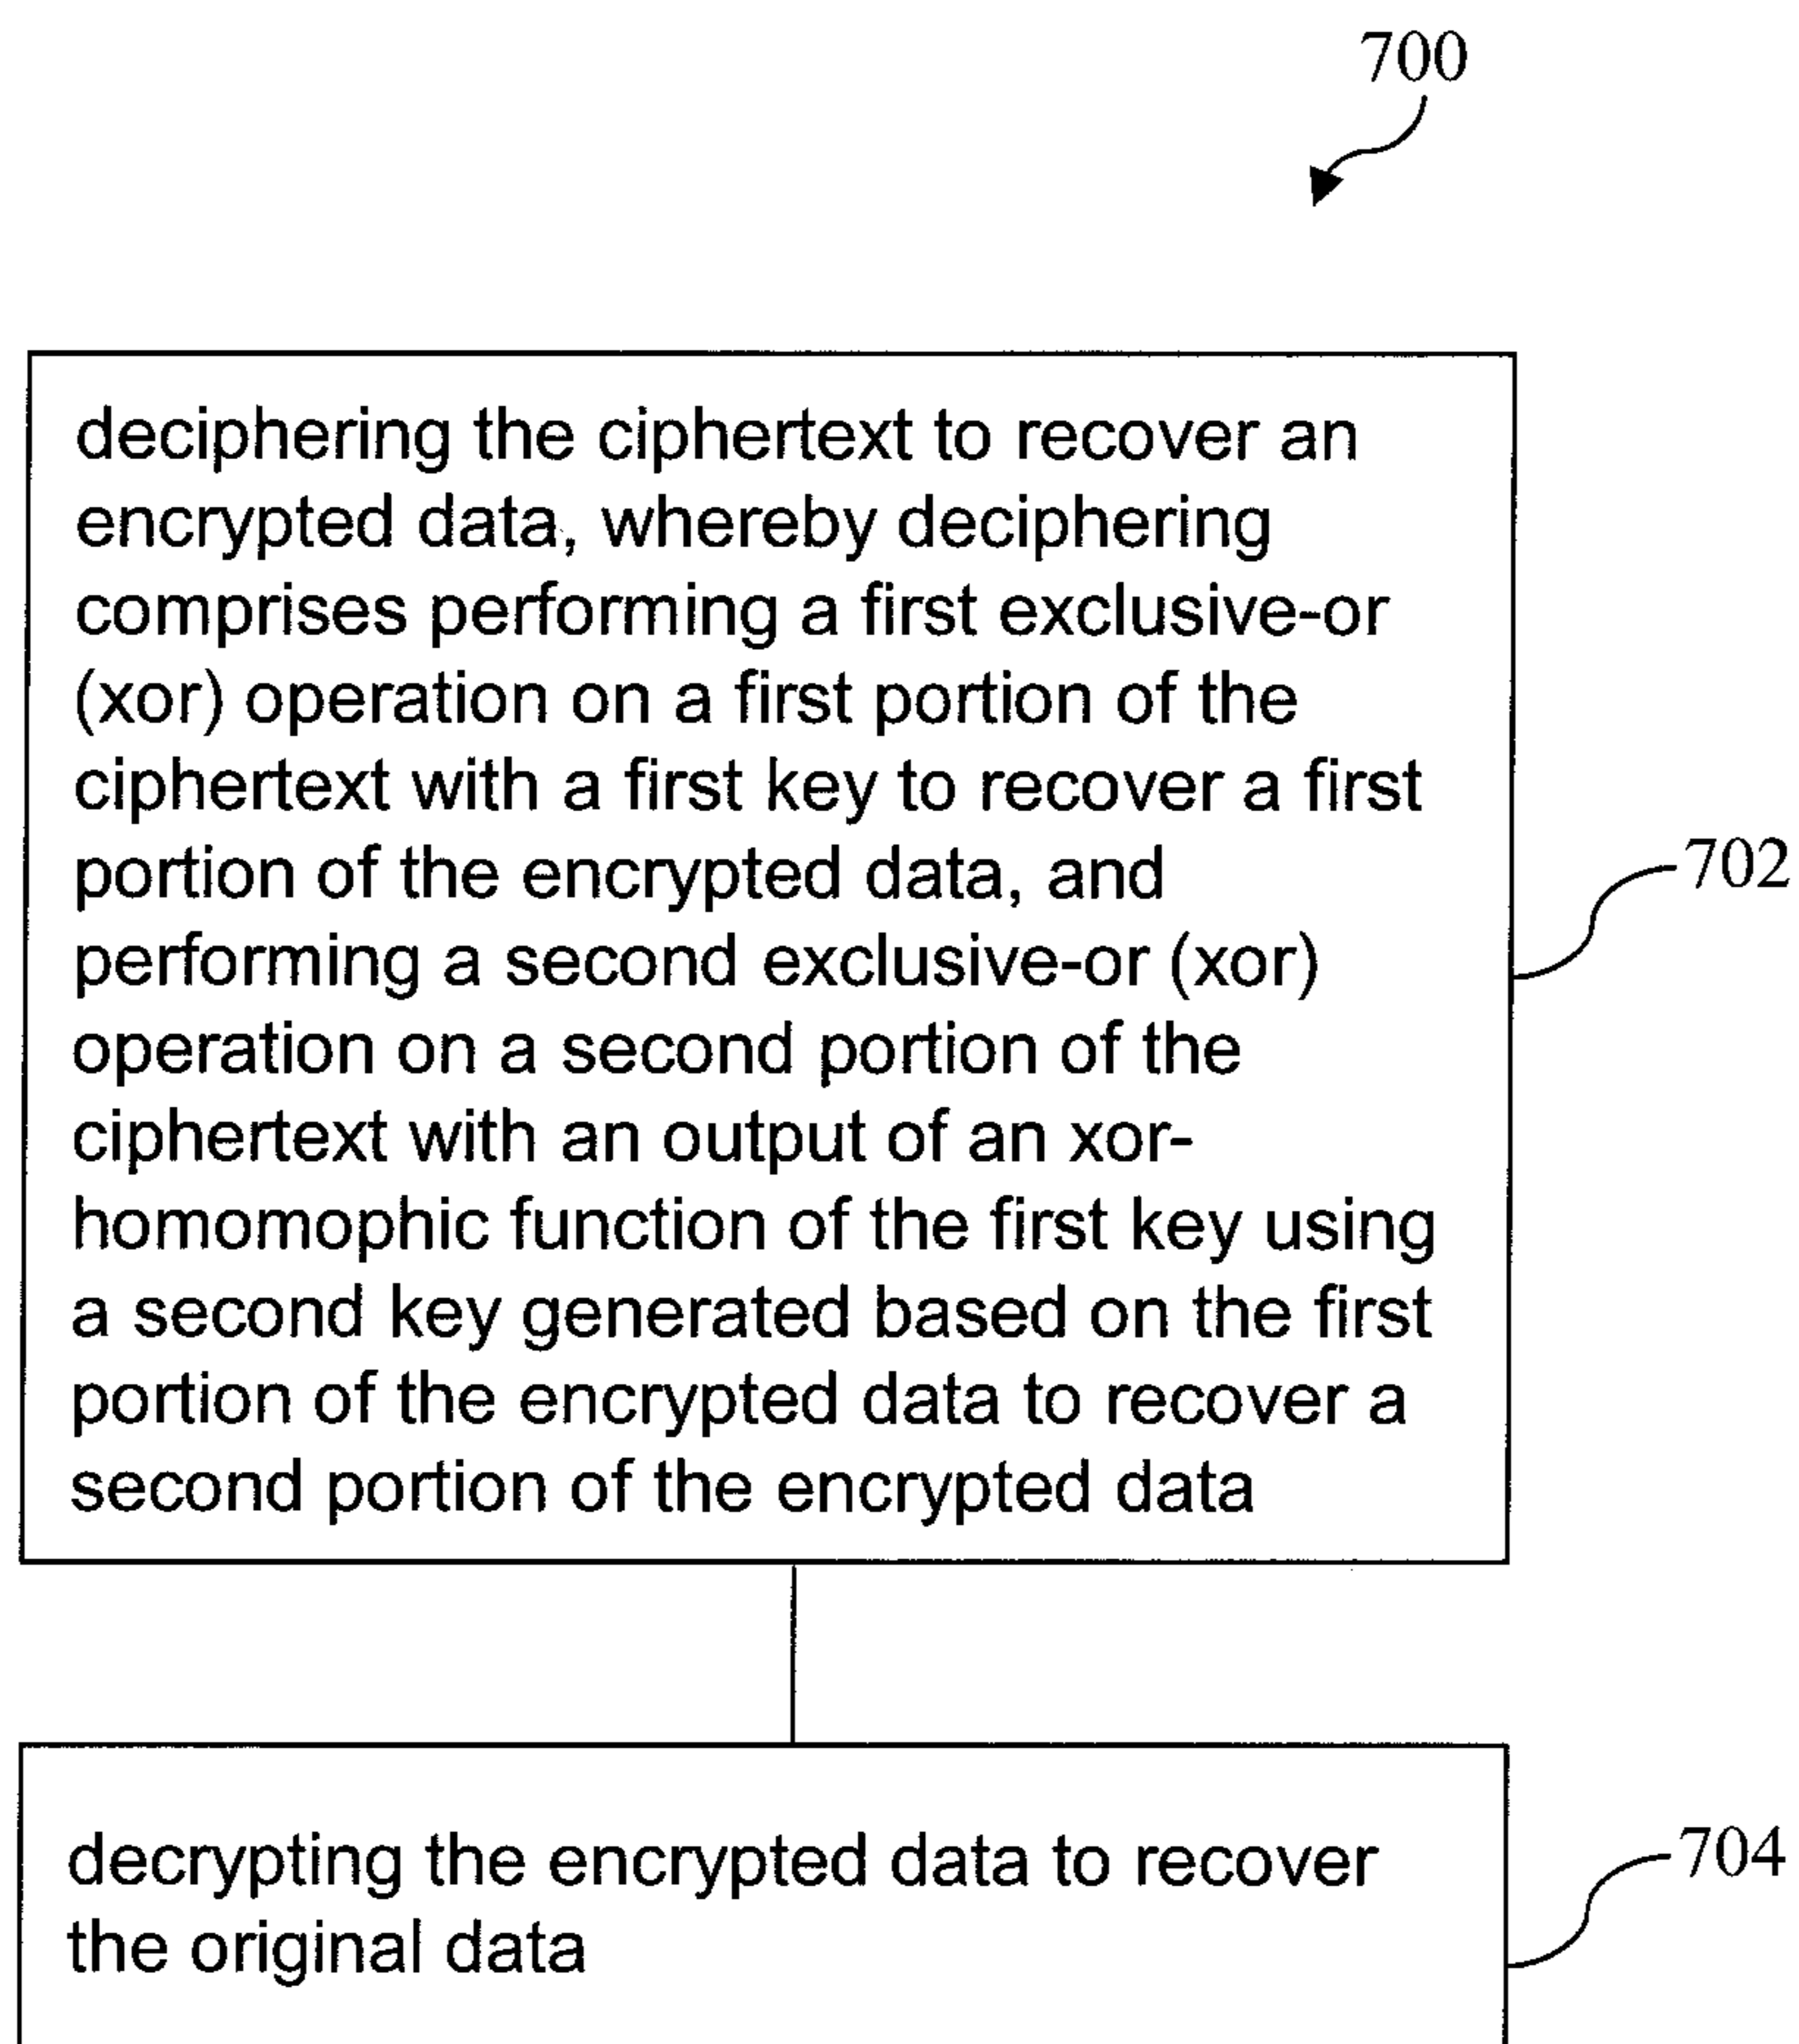 700
deciphering the ciphertext to recover an
encrypted data, whereby deciphering
comprises performing a first exclusive-or
(xor) operation on a first portion of the
ciphertext with a first key to recover a first
portion of the encrypted data, and
performing a second exclusive-or (xor)
operation on a second portion of the
ciphertext with an output of an xor-
homomophic function of the first key using
a second key generated based on the first
portion of the encrypted data to recover a
second portion of the encrypted data
702
decrypting the encrypted data to recover
the original data
704